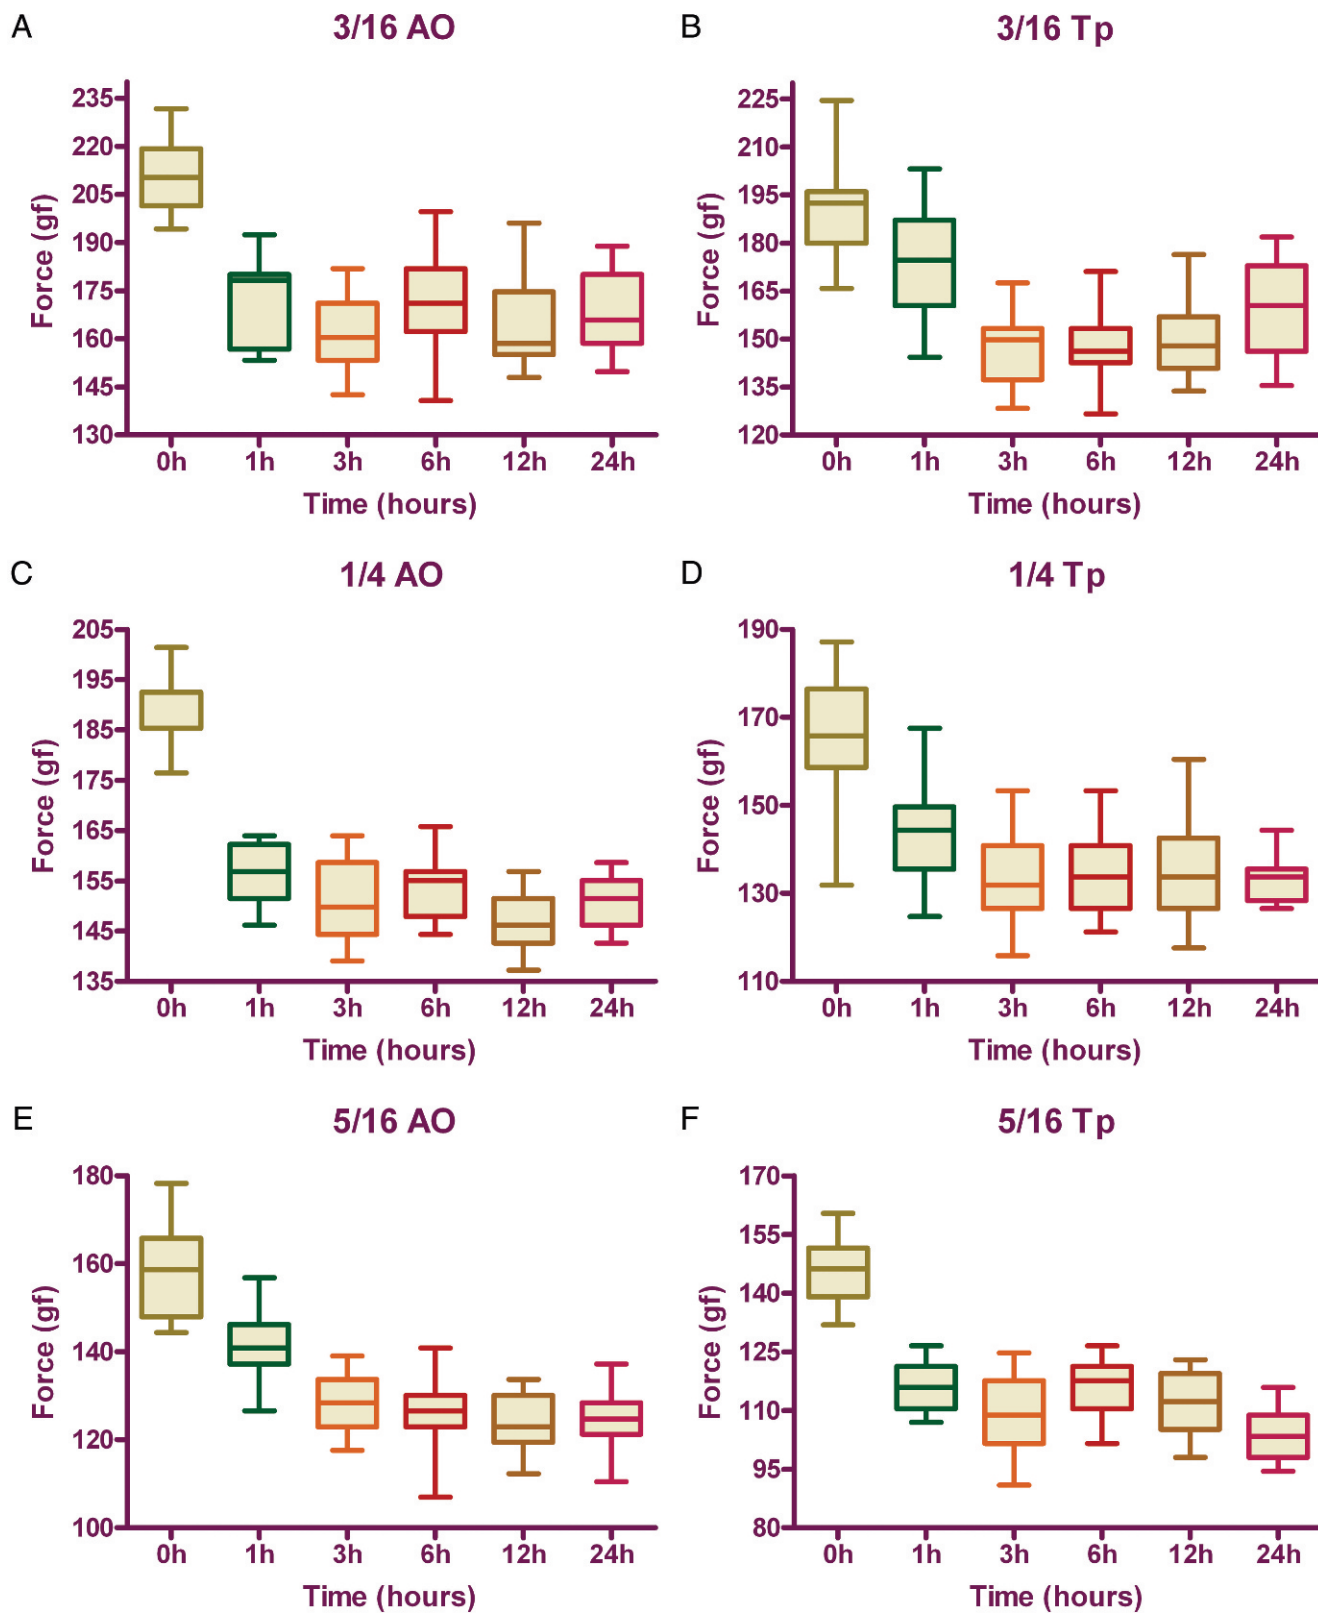 A
3/16 AO
235
220
205
190
175
160
145
130
Force (gf)
0h 1h 3h 6h 12h 24h
Time (hours)
B
3/16 Tp
225
210
195
180
165
150
135
120
Force (gf)
0h 1h 3h 6h 12h 24h
Time (hours)
C
1/4 AO
205
195
185
175
165
155
145
135
Force (gf)
0h 1h 3h 6h 12h 24h
Time (hours)
D
1/4 Tp
190
170
150
130
110
Force (gf)
0h 1h 3h 6h 12h 24h
Time (hours)
E
5/16 AO
180
160
140
120
100
Force (gf)
0h 1h 3h 6h 12h 24h
Time (hours)
F
5/16 Tp
170
155
140
125
110
95
80
Force (gf)
0h 1h 3h 6h 12h 24h
Time (hours)